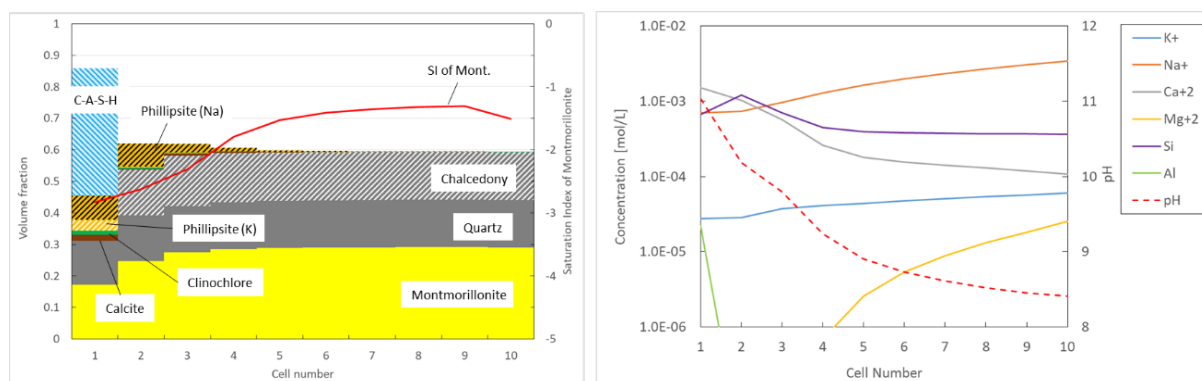 1
0.9
0.8
0.7
0.6
0.5
0.4
0.3
0.2
0.1
0
Volume fraction
C-A-S-H
Phillipsite (Na)
SI of Mont.
Chalcedony
Phillipsite (K)
Quartz
Clinochlore
Calcite
Montmorillonite
1 2 3 4 5 6 7 8 9 10
Cell number
0
-1
-2
-3
-4
-5
Saturation Index of Montmorillonite
1.0E-02
1.0E-03
1.0E-04
1.0E-05
1.0E-06
Concentration [mol/L]
1 2 3 4 5 6 7 8 9 10
Cell Number
12
11
10
9
8
pH
K+
Na+
Ca+2
Mg+2
Si
Al
pH